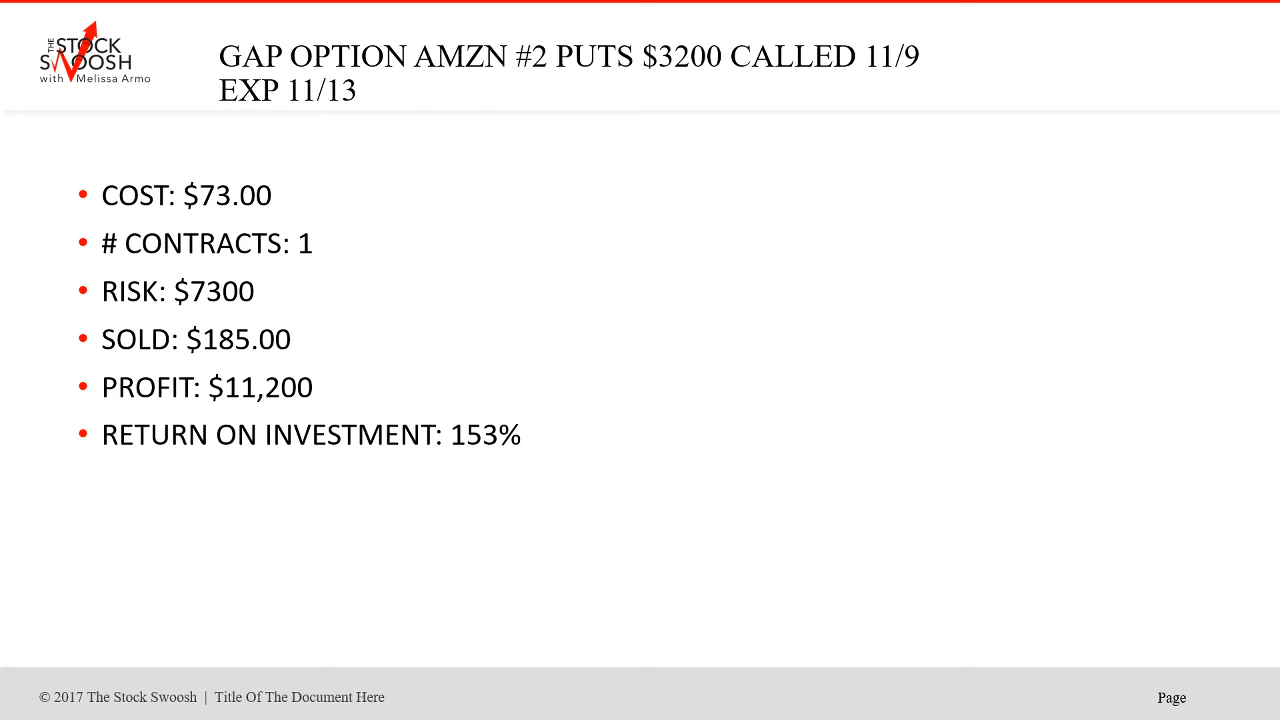 THE STOCK
SWOOSH
with Melissa Armo
GAP OPTION AMZN #2 PUTS $3200 CALLED 11/9
EXP 11/13
• COST: $73.00
• # CONTRACTS: 1
• RISK: $7300
• SOLD: $185.00
• PROFIT: $11,200
• RETURN ON INVESTMENT: 153%
© 2017 The Stock Swoosh | Title Of The Document Here
Page